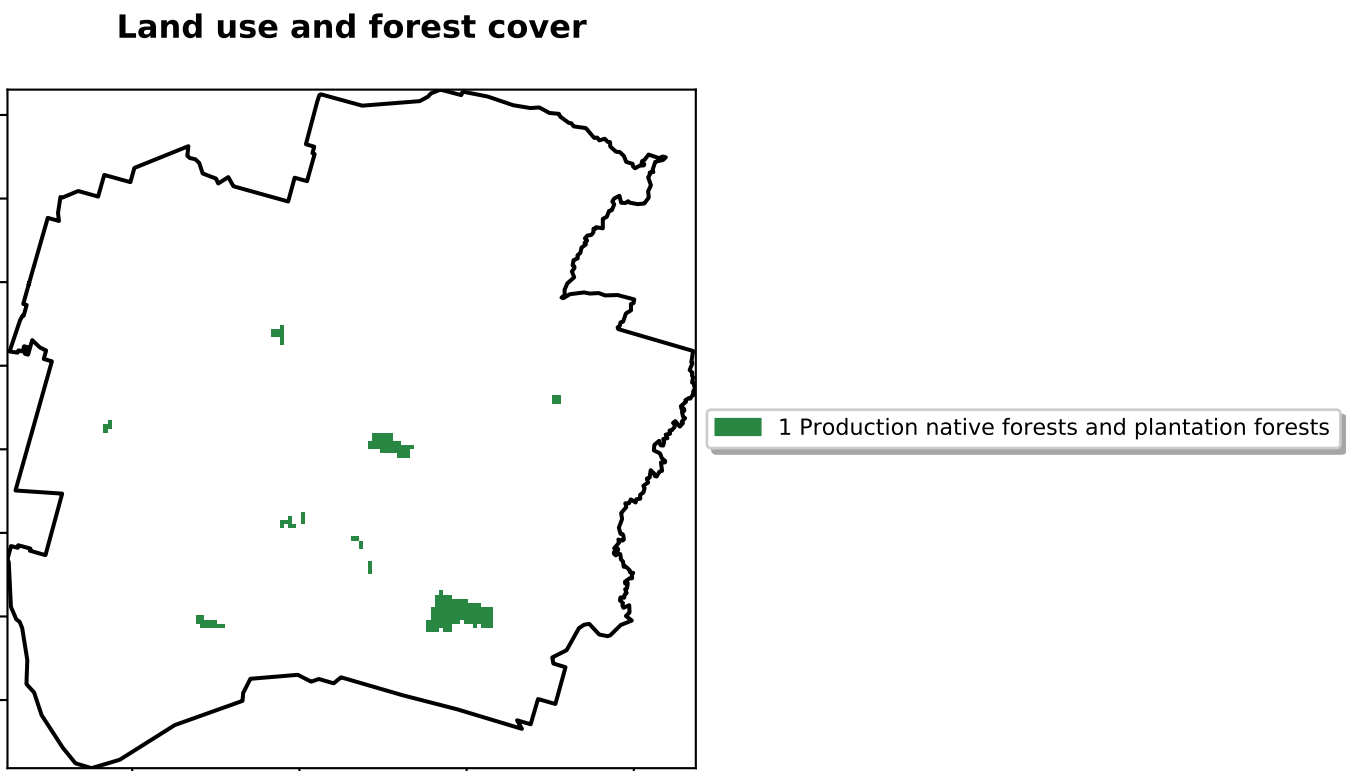 Land use and forest cover
1 Production native forests and plantation forests